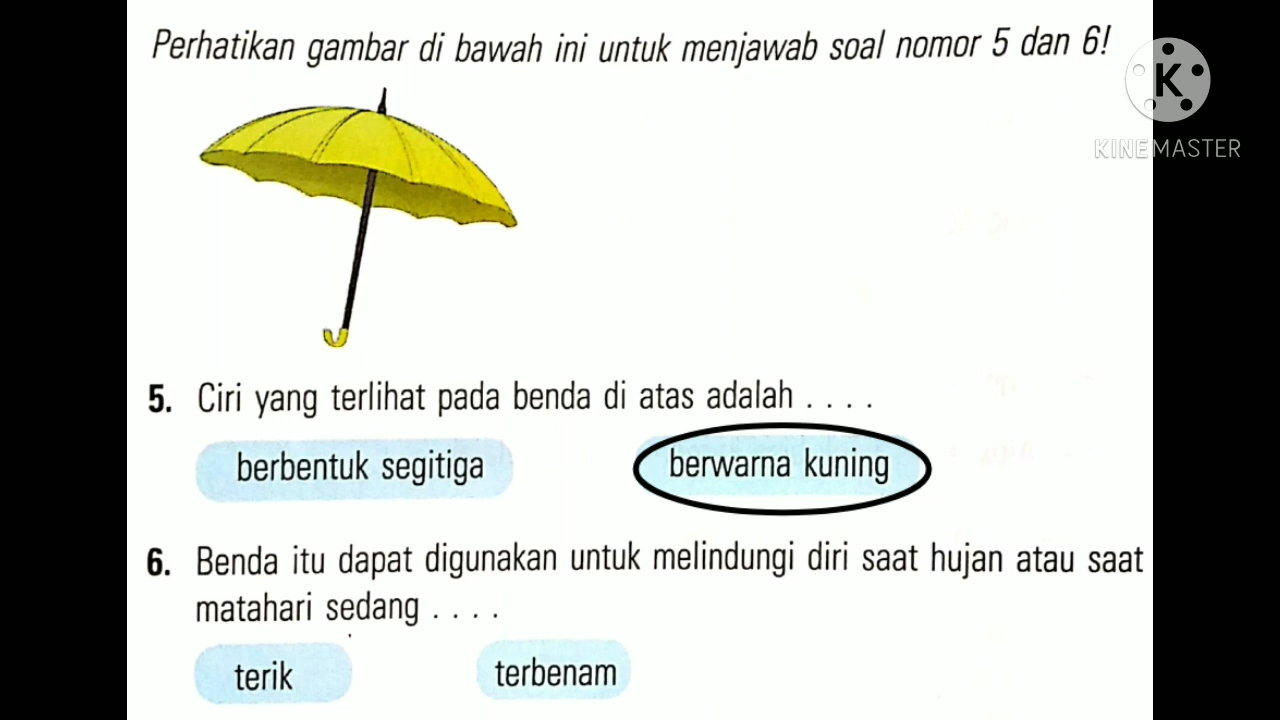 Perhatikan gambar di bawah ini untuk menjawab soal nomor 5 dan 6!
K
KINEMASTER
5. Ciri yang terlihat pada benda di atas adalah . . . .
berbentuk segitiga berwarna kuning
6. Benda itu dapat digunakan untuk melindungi diri saat hujan atau saat
matahari sedang . . . .
terik terbenam